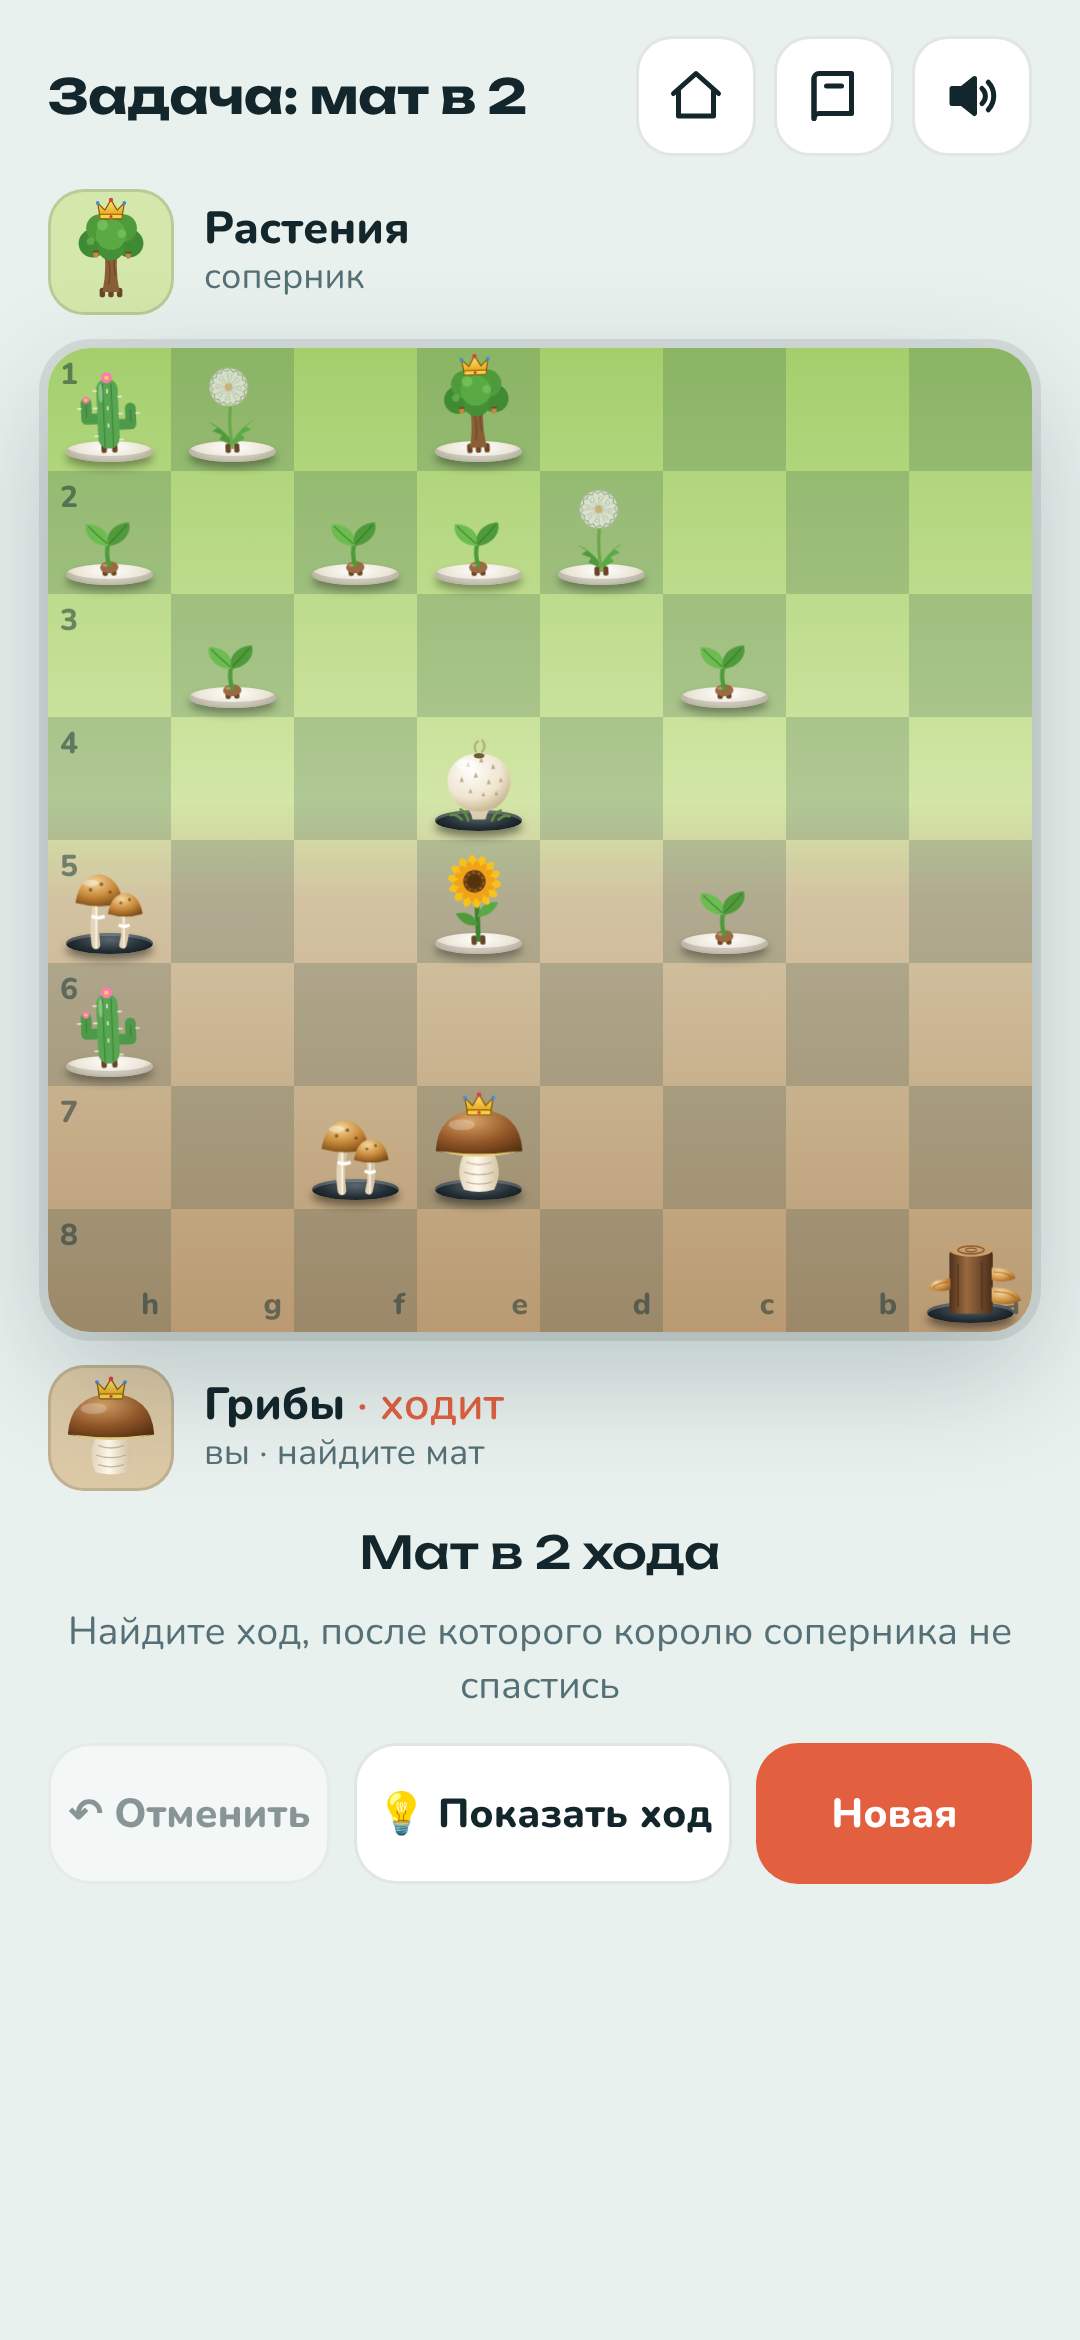 Задача: мат в 2
Растения
соперник
1
2
3
4
5
6
7
8
h g f e d c b
Грибы · ходит
вы · найдите мат
Мат в 2 хода
Найдите ход, после которого королю соперника не
спастись
↶ Отменить
💡 Показать ход
Новая